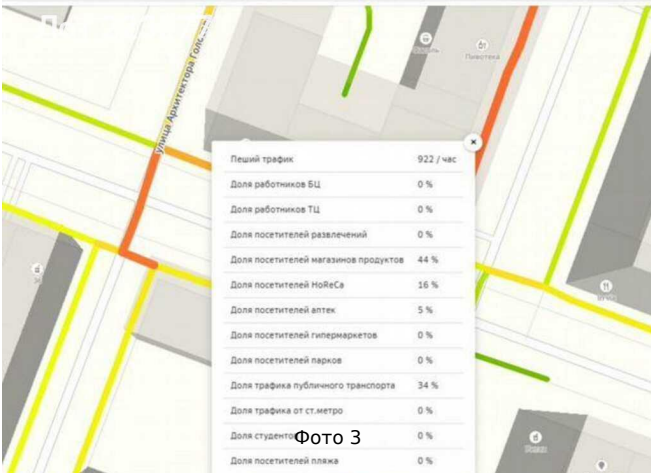 улица Архитектора
Пивотека
Пеший трафик 922 / час
Доля работников БЦ 0 %
Доля работников ТЦ 0 %
Доля посетителей развлечений 0 %
Доля посетителей магазинов продуктов 44 %
Доля посетителей HoReCa 16 %
Доля посетителей аптек 5 %
Доля посетителей гипермаркетов 0 %
Доля посетителей парков 0 %
Доля трафика публичного транспорта 34 %
Доля трафика от ст.метро 0 %
Доля 0 %
Фото 3
Доля посетителей пляжа 0 %